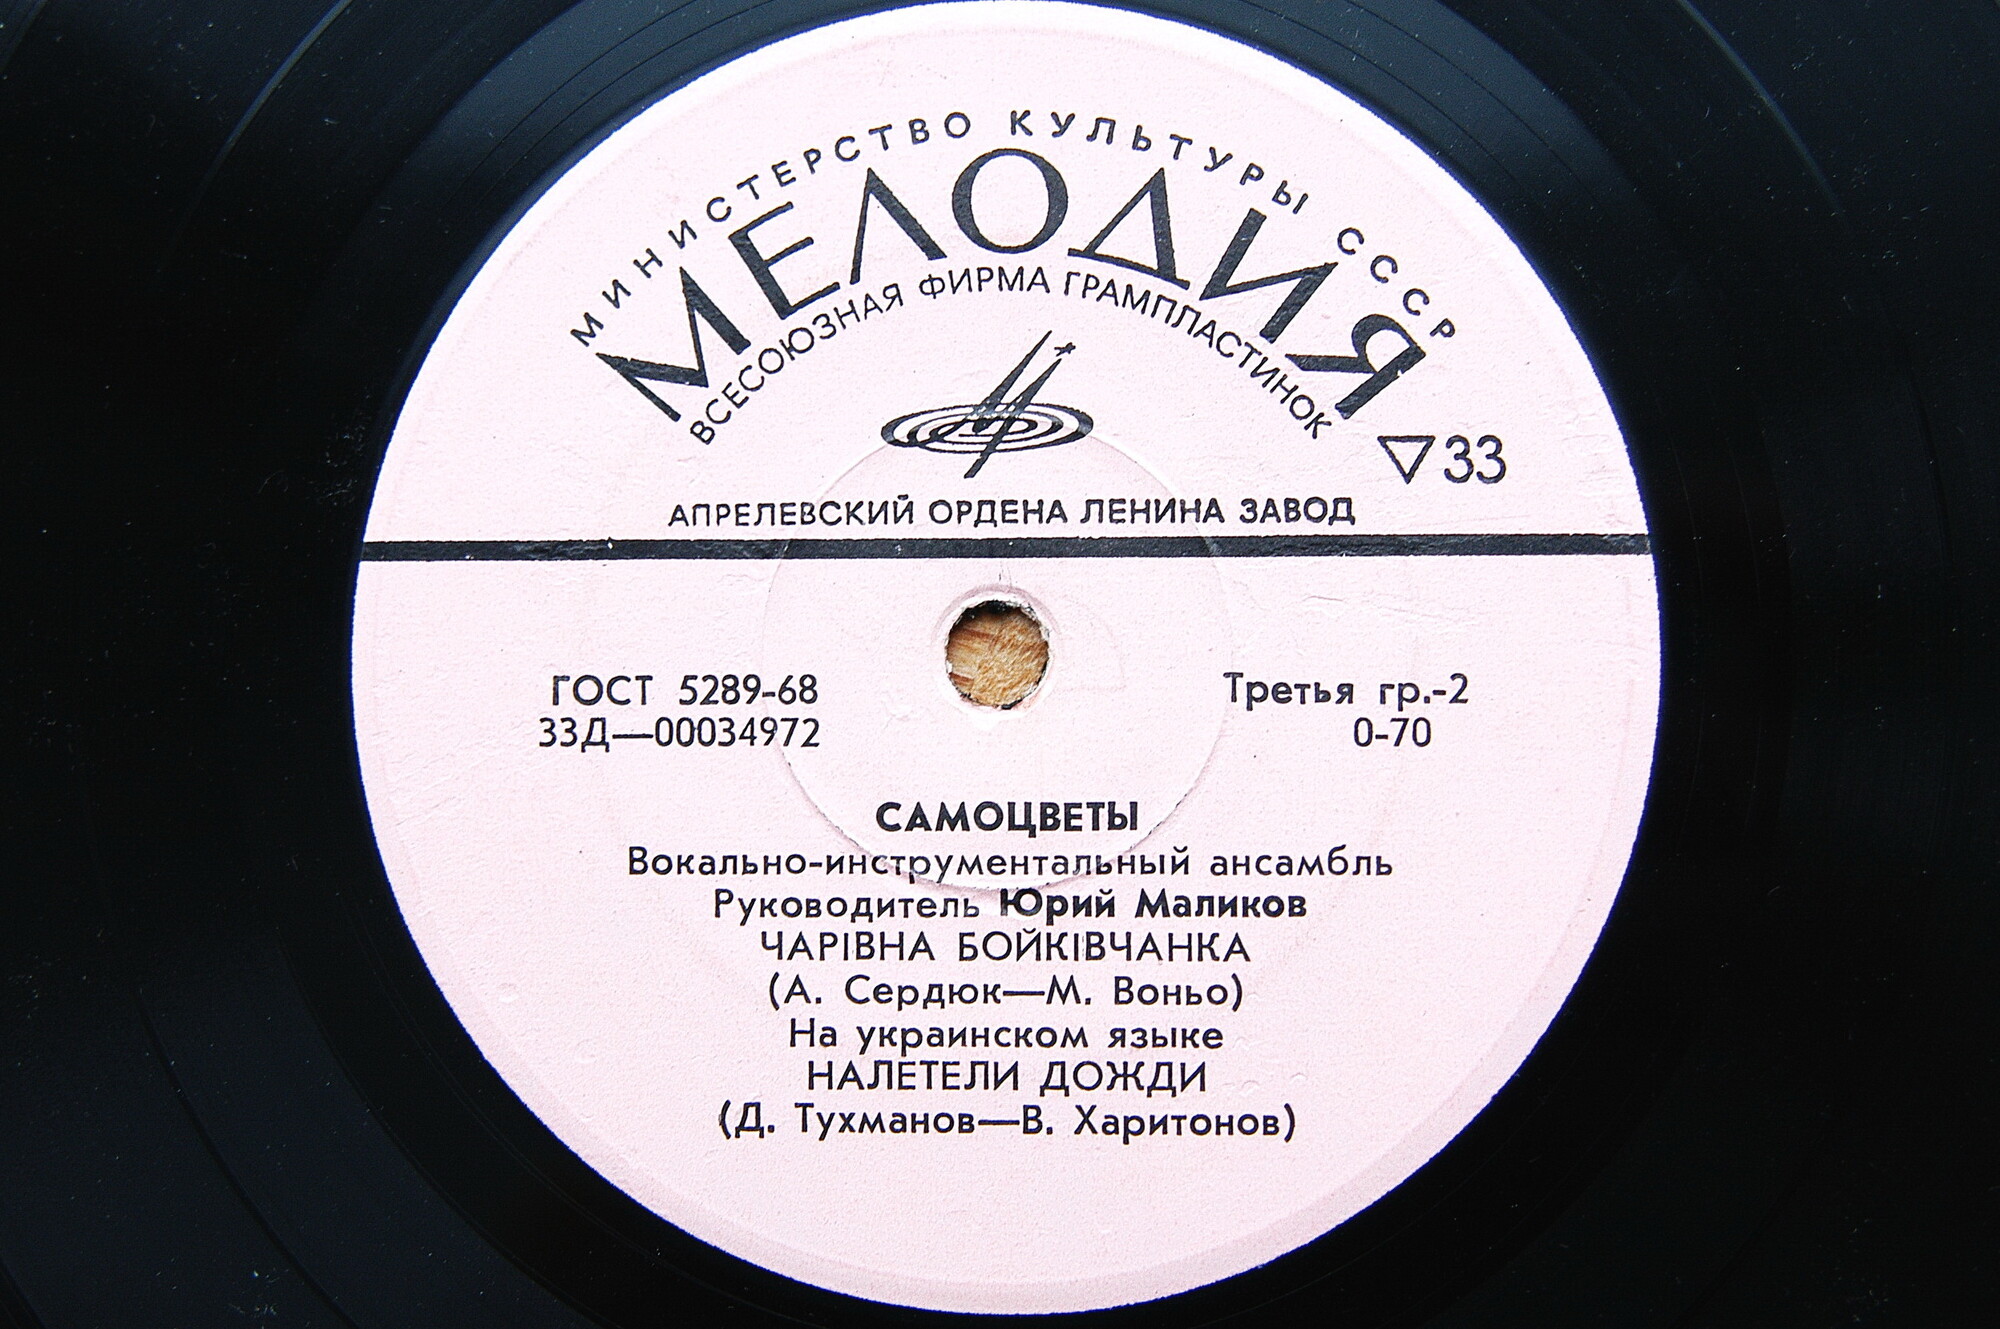 МИНИСТЕРСТВО КУЛЬТУРЫ СССР
МЕЛОДИЯ
ВСЕСОЮЗНАЯ ФИРМА ГРАМПЛАСТИНОК
▽33
АПРЕЛЕВСКИЙ ОРДЕНА ЛЕНИНА ЗАВОД
ГОСТ 5289-68
33Д—00034972
Третья гр.-2
0-70
САМОЦВЕТЫ
Вокально-инструментальный ансамбль
Руководитель Юрий Маликов
ЧАРІВНА БОЙКІВЧАНКА
(А. Сердюк—М. Воньо)
На украинском языке
НАЛЕТЕЛИ ДОЖДИ
(Д. Тухманов—В. Харитонов)